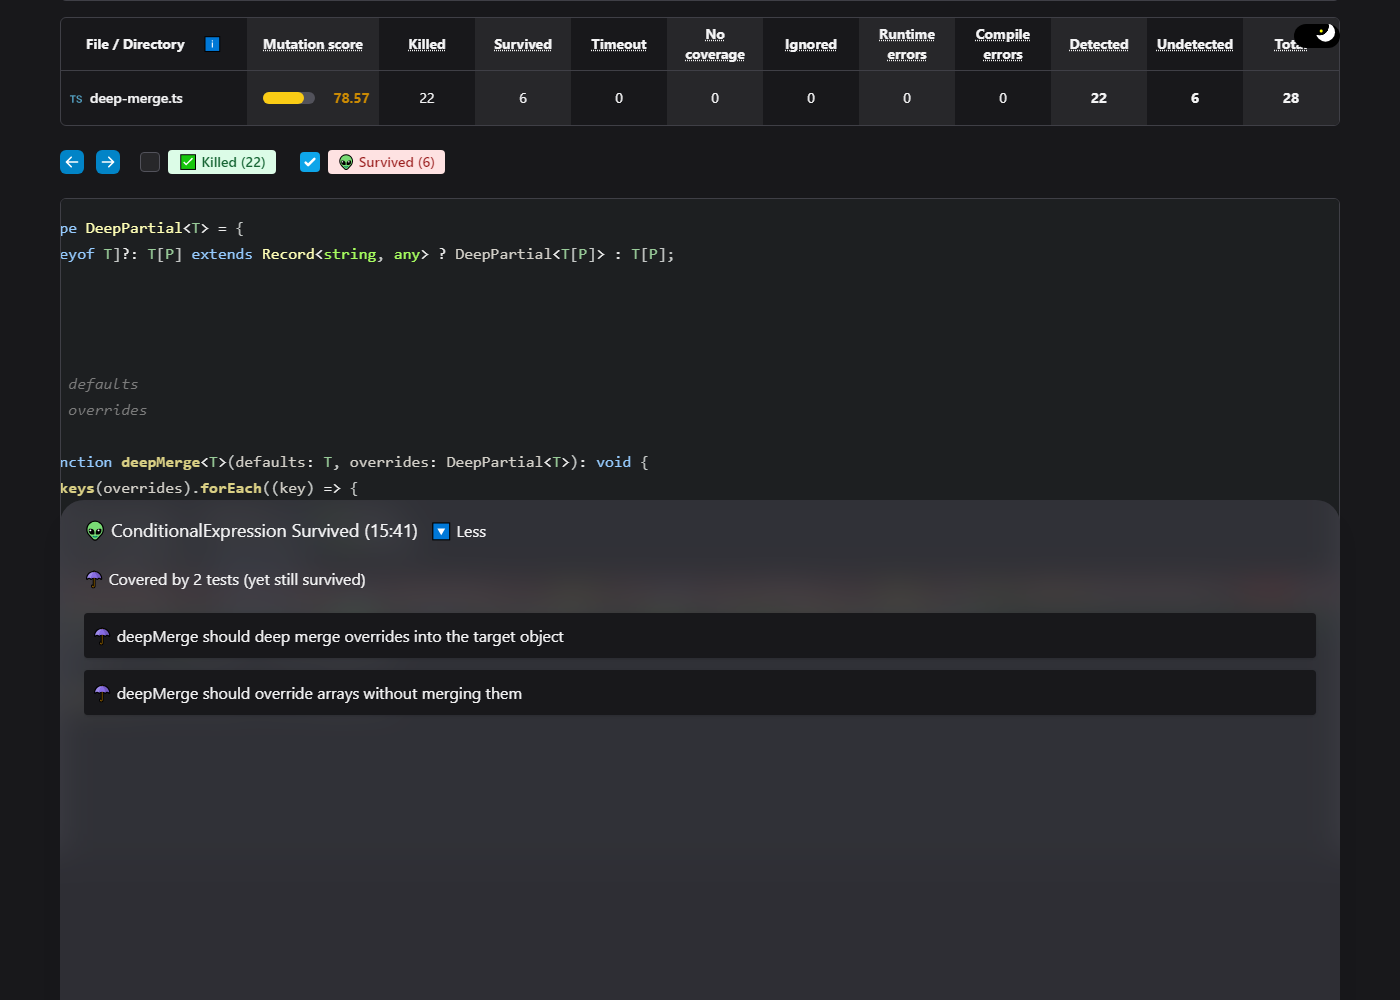 File / Directory i Mutation score Killed Survived Timeout No coverage Ignored Runtime errors Compile errors Detected Undetected
TS deep-merge.ts 78.57 22 6 0 0 0 0 0 22 6 28
Killed (22) Survived (6)
pe DeepPartial<T> = {
eyof T]?: T[P] extends Record<string, any> ? DeepPartial<T[P]> : T[P];
defaults
overrides
nction deepMerge<T>(defaults: T, overrides: DeepPartial<T>): void {
keys(overrides).forEach((key) => {
ConditionalExpression Survived (15:41) Less
Covered by 2 tests (yet still survived)
deepMerge should deep merge overrides into the target object
deepMerge should override arrays without merging them